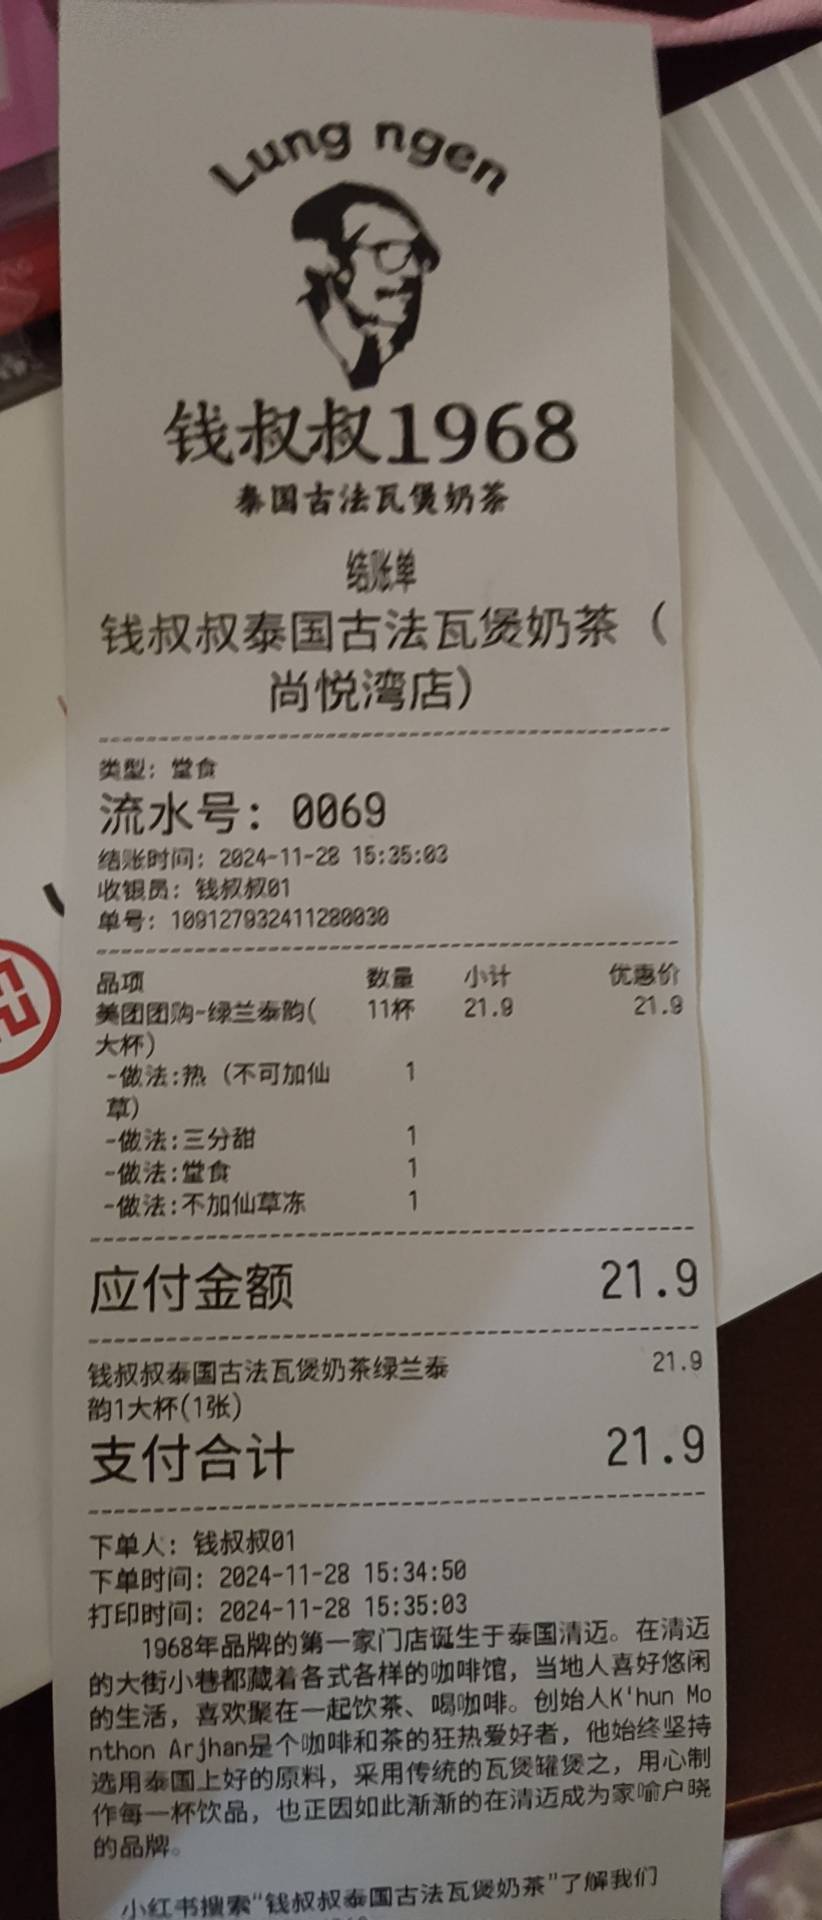 Lung ngen
钱叔叔1968
泰国古法瓦煲奶茶
结账单
钱叔叔泰国古法瓦煲奶茶（
尚悦湾店）
类型: 堂食
流水号: 0069
结账时间: 2024-11-28 15:35:03
收银员: 钱叔叔01
单号: 109127932411280030
品项 数量 小计 优惠价
美团团购-绿兰泰韵( 11杯 21.9 21.9
大杯)
-做法:热（不可加仙 1
草）
-做法:三分甜 1
-做法:堂食 1
-做法:不加仙草冻 1
应付金额 21.9
钱叔叔泰国古法瓦煲奶茶绿兰泰 21.9
韵1大杯(1张)
支付合计 21.9
下单人: 钱叔叔01
下单时间: 2024-11-28 15:34:50
打印时间: 2024-11-28 15:35:03
1968年品牌的第一家门店诞生于泰国清迈。在清迈
的大街小巷都藏着各式各样的咖啡馆，当地人喜好悠闲
的生活，喜欢聚在一起饮茶、喝咖啡。创始人K'hun Mo
nthon Arjhan是个咖啡和茶的狂热爱好者，他始终坚持
选用泰国上好的原料，采用传统的瓦煲罐煲之，用心制
作每一杯饮品，也正因如此渐渐的在清迈成为家喻户晓
的品牌。
小红书搜索“钱叔叔泰国古法瓦煲奶茶”了解我们